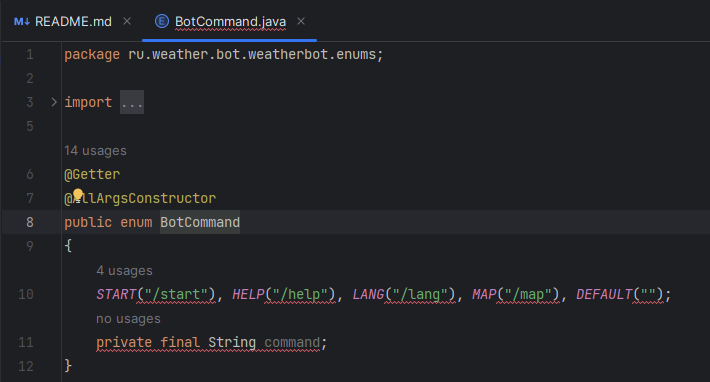 README.md BotCommand.java
1 package ru.weather.bot.weatherbot.enums;
2
3 import ...
5
14 usages
6 @Getter
7 @AllArgsConstructor
8 public enum BotCommand
9 {
4 usages
10 START("/start"), HELP("/help"), LANG("/lang"), MAP("/map"), DEFAULT("");
no usages
11 private final String command;
12 }